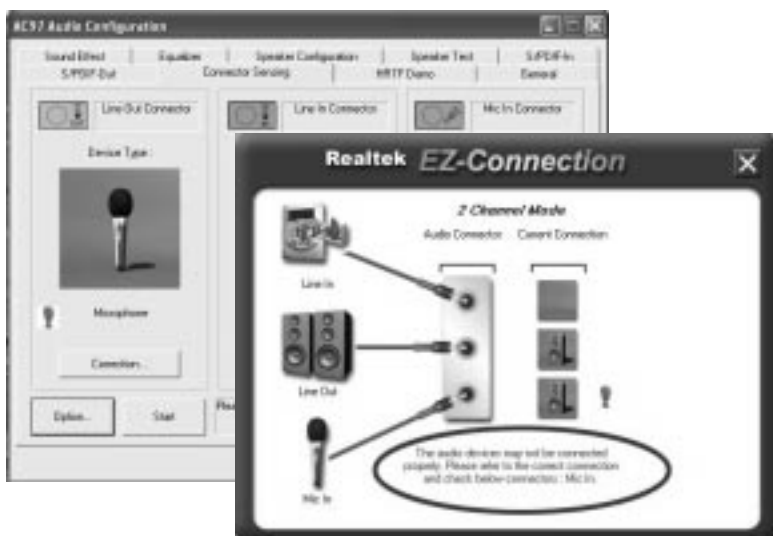 AC97 Audio Configuration
Sound Effect
Equalizer
Speaker Configuration
Speaker Test
S/PDIF-In
S/PDIF-Out
Connector Sensing
HRTF Demo
General
Line Out Connector
Line In Connector
Mic In Connector
Device Type :
Microphone
Connection...
Option...
Start
Realtek EZ-Connection
2 Channel Mode
Audio Connector
Current Connection
Line In
Line Out
Mic In
The audio devices may not be connected
properly. Please refer to the correct connection
and check below connectors : Mic In.